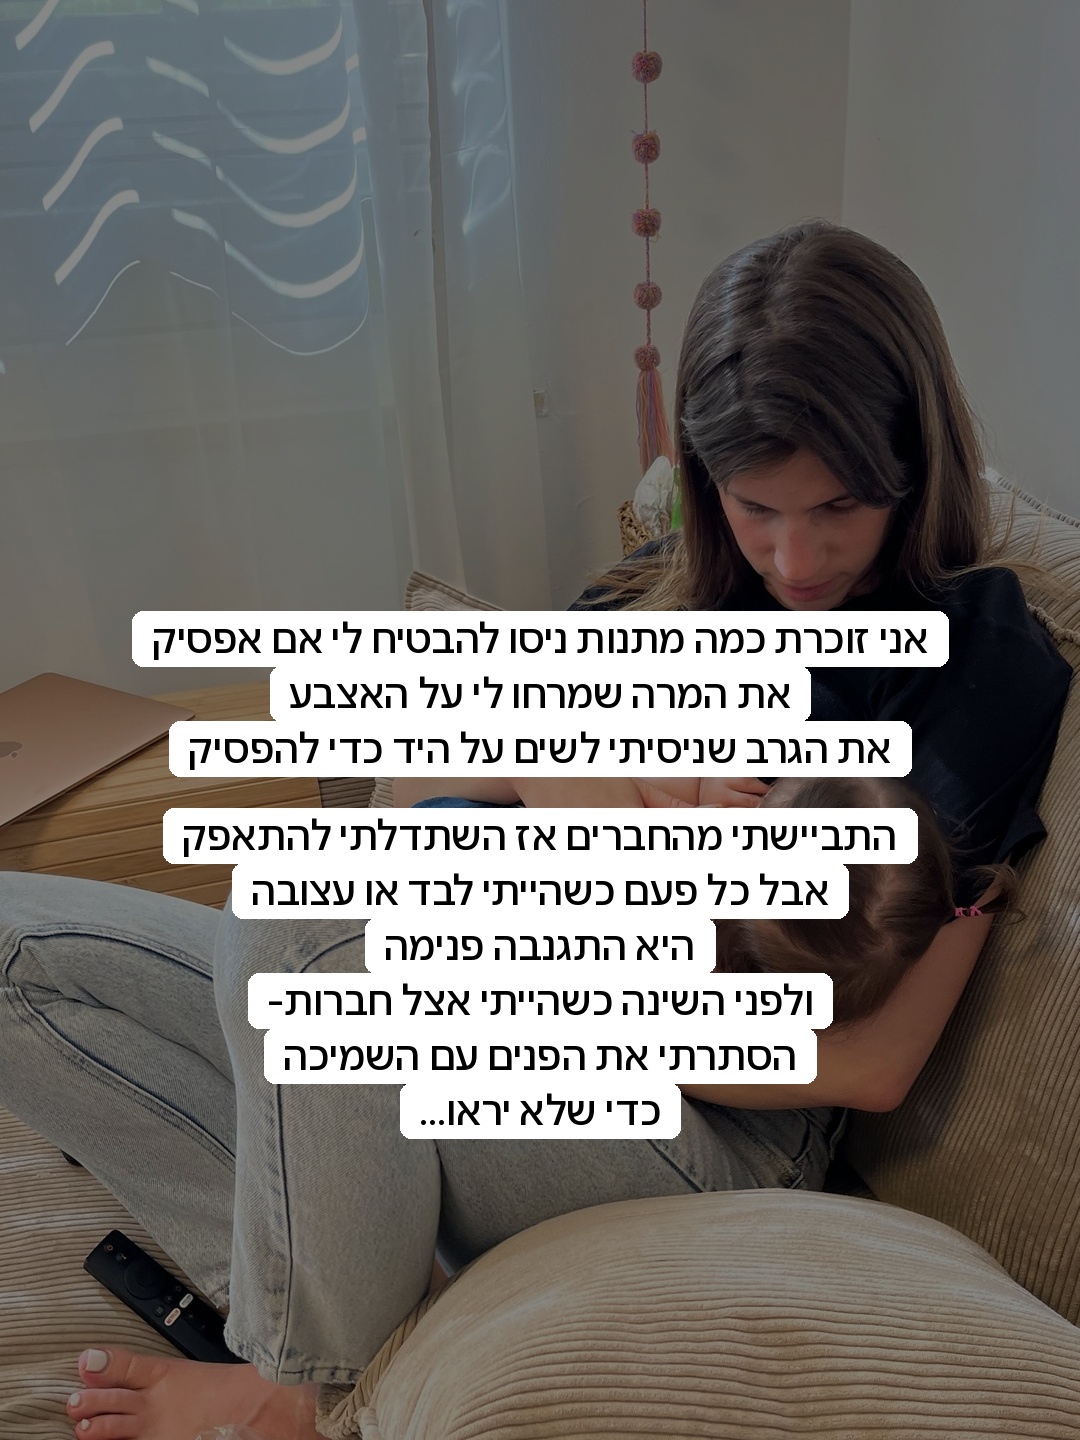 אני זוכרת כמה מתנות ניסו להבטיח לי אם אפסיק
את המרה שמרחו לי על האצבע
את הגרב שניסיתי לשים על היד כדי להפסיק
התביישתי מהחברים אז השתדלתי להתאפק
אבל כל פעם כשהייתי לבד או עצובה
היא התגנבה פנימה
ולפני השינה כשהייתי אצל חברות-
הסתרתי את הפנים עם השמיכה
כדי שלא יראו...